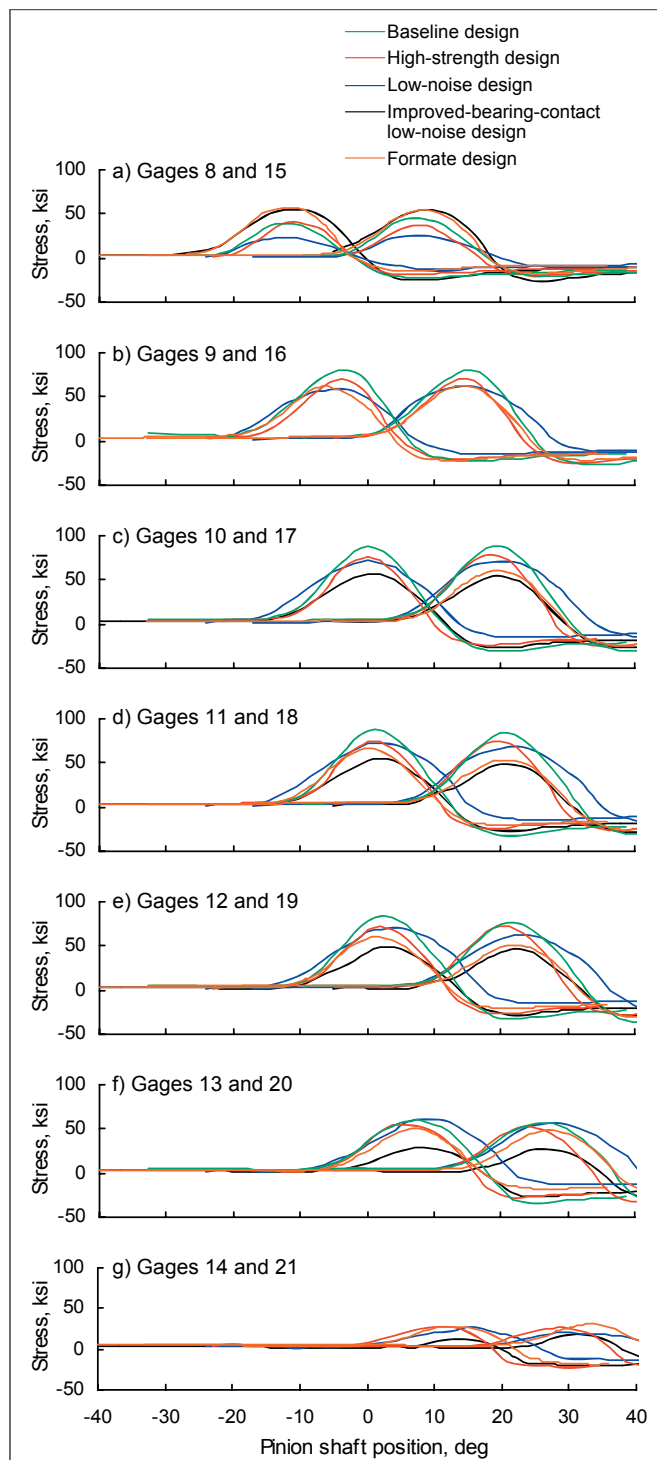 Baseline design
High-strength design
Low-noise design
Improved-bearing-contact
low-noise design
Formate design
a) Gages 8 and 15
100
50
0
-50
Stress, ksi
b) Gages 9 and 16
100
50
0
-50
Stress, ksi
c) Gages 10 and 17
100
50
0
-50
Stress, ksi
d) Gages 11 and 18
100
50
0
-50
Stress, ksi
e) Gages 12 and 19
100
50
0
-50
Stress, ksi
f) Gages 13 and 20
100
50
0
-50
Stress, ksi
g) Gages 14 and 21
100
50
0
-50
Stress, ksi
-40 -30 -20 -10 0 10 20 30 40
Pinion shaft position, deg